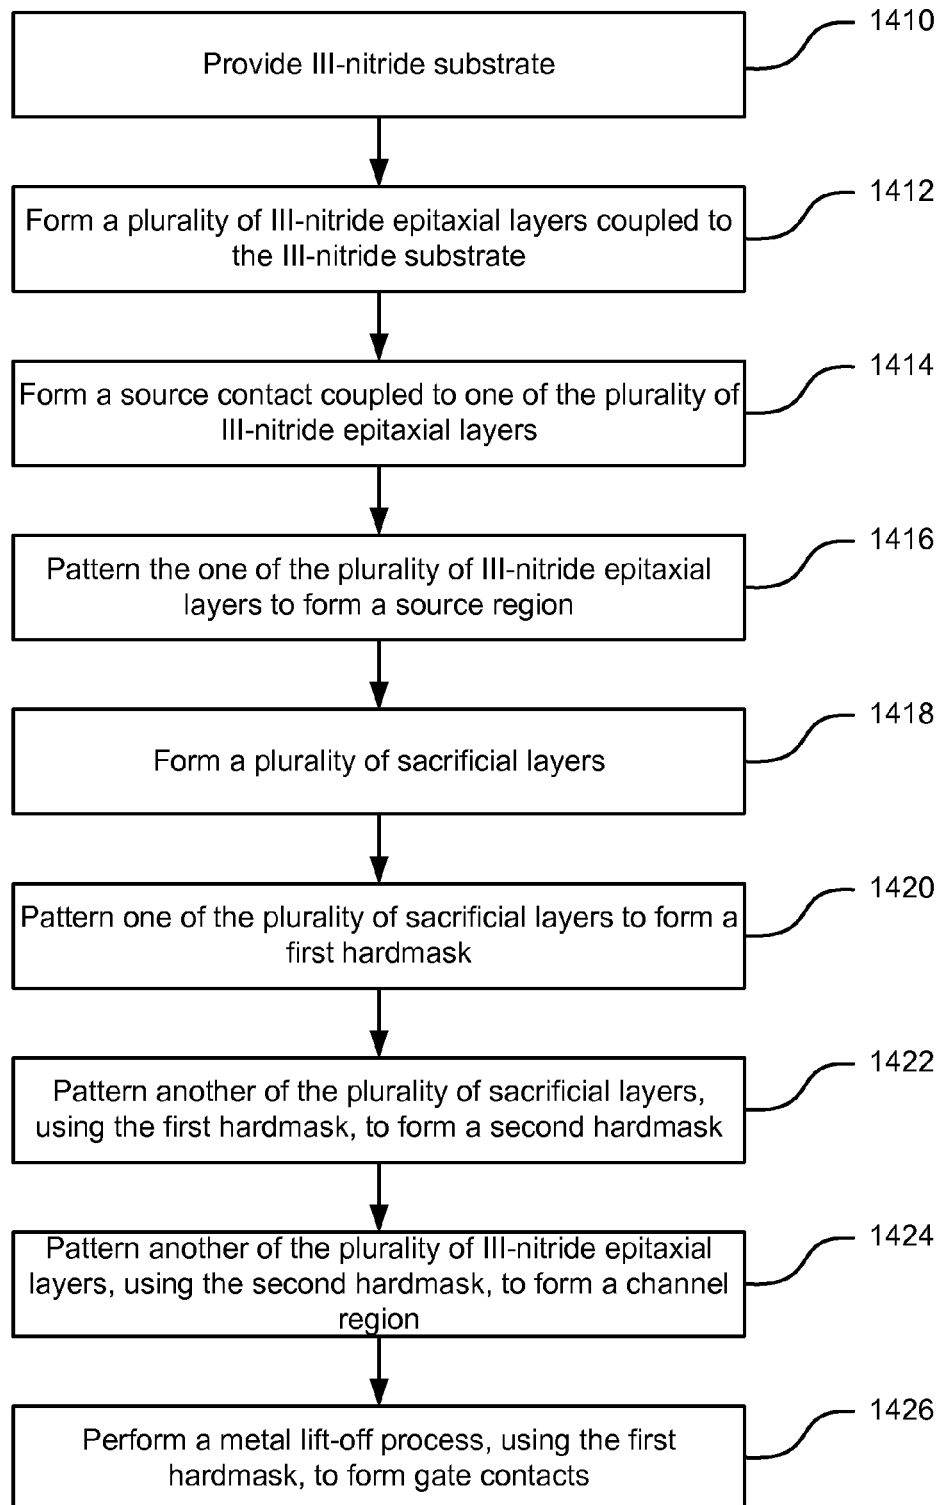 1410
Provide III-nitride substrate
1412
Form a plurality of III-nitride epitaxial layers coupled to
the III-nitride substrate
1414
Form a source contact coupled to one of the plurality of
III-nitride epitaxial layers
1416
Pattern the one of the plurality of III-nitride epitaxial
layers to form a source region
1418
Form a plurality of sacrificial layers
1420
Pattern one of the plurality of sacrificial layers to form a
first hardmask
1422
Pattern another of the plurality of sacrificial layers,
using the first hardmask, to form a second hardmask
1424
Pattern another of the plurality of III-nitride epitaxial
layers, using the second hardmask, to form a channel
region
1426
Perform a metal lift-off process, using the first
hardmask, to form gate contacts